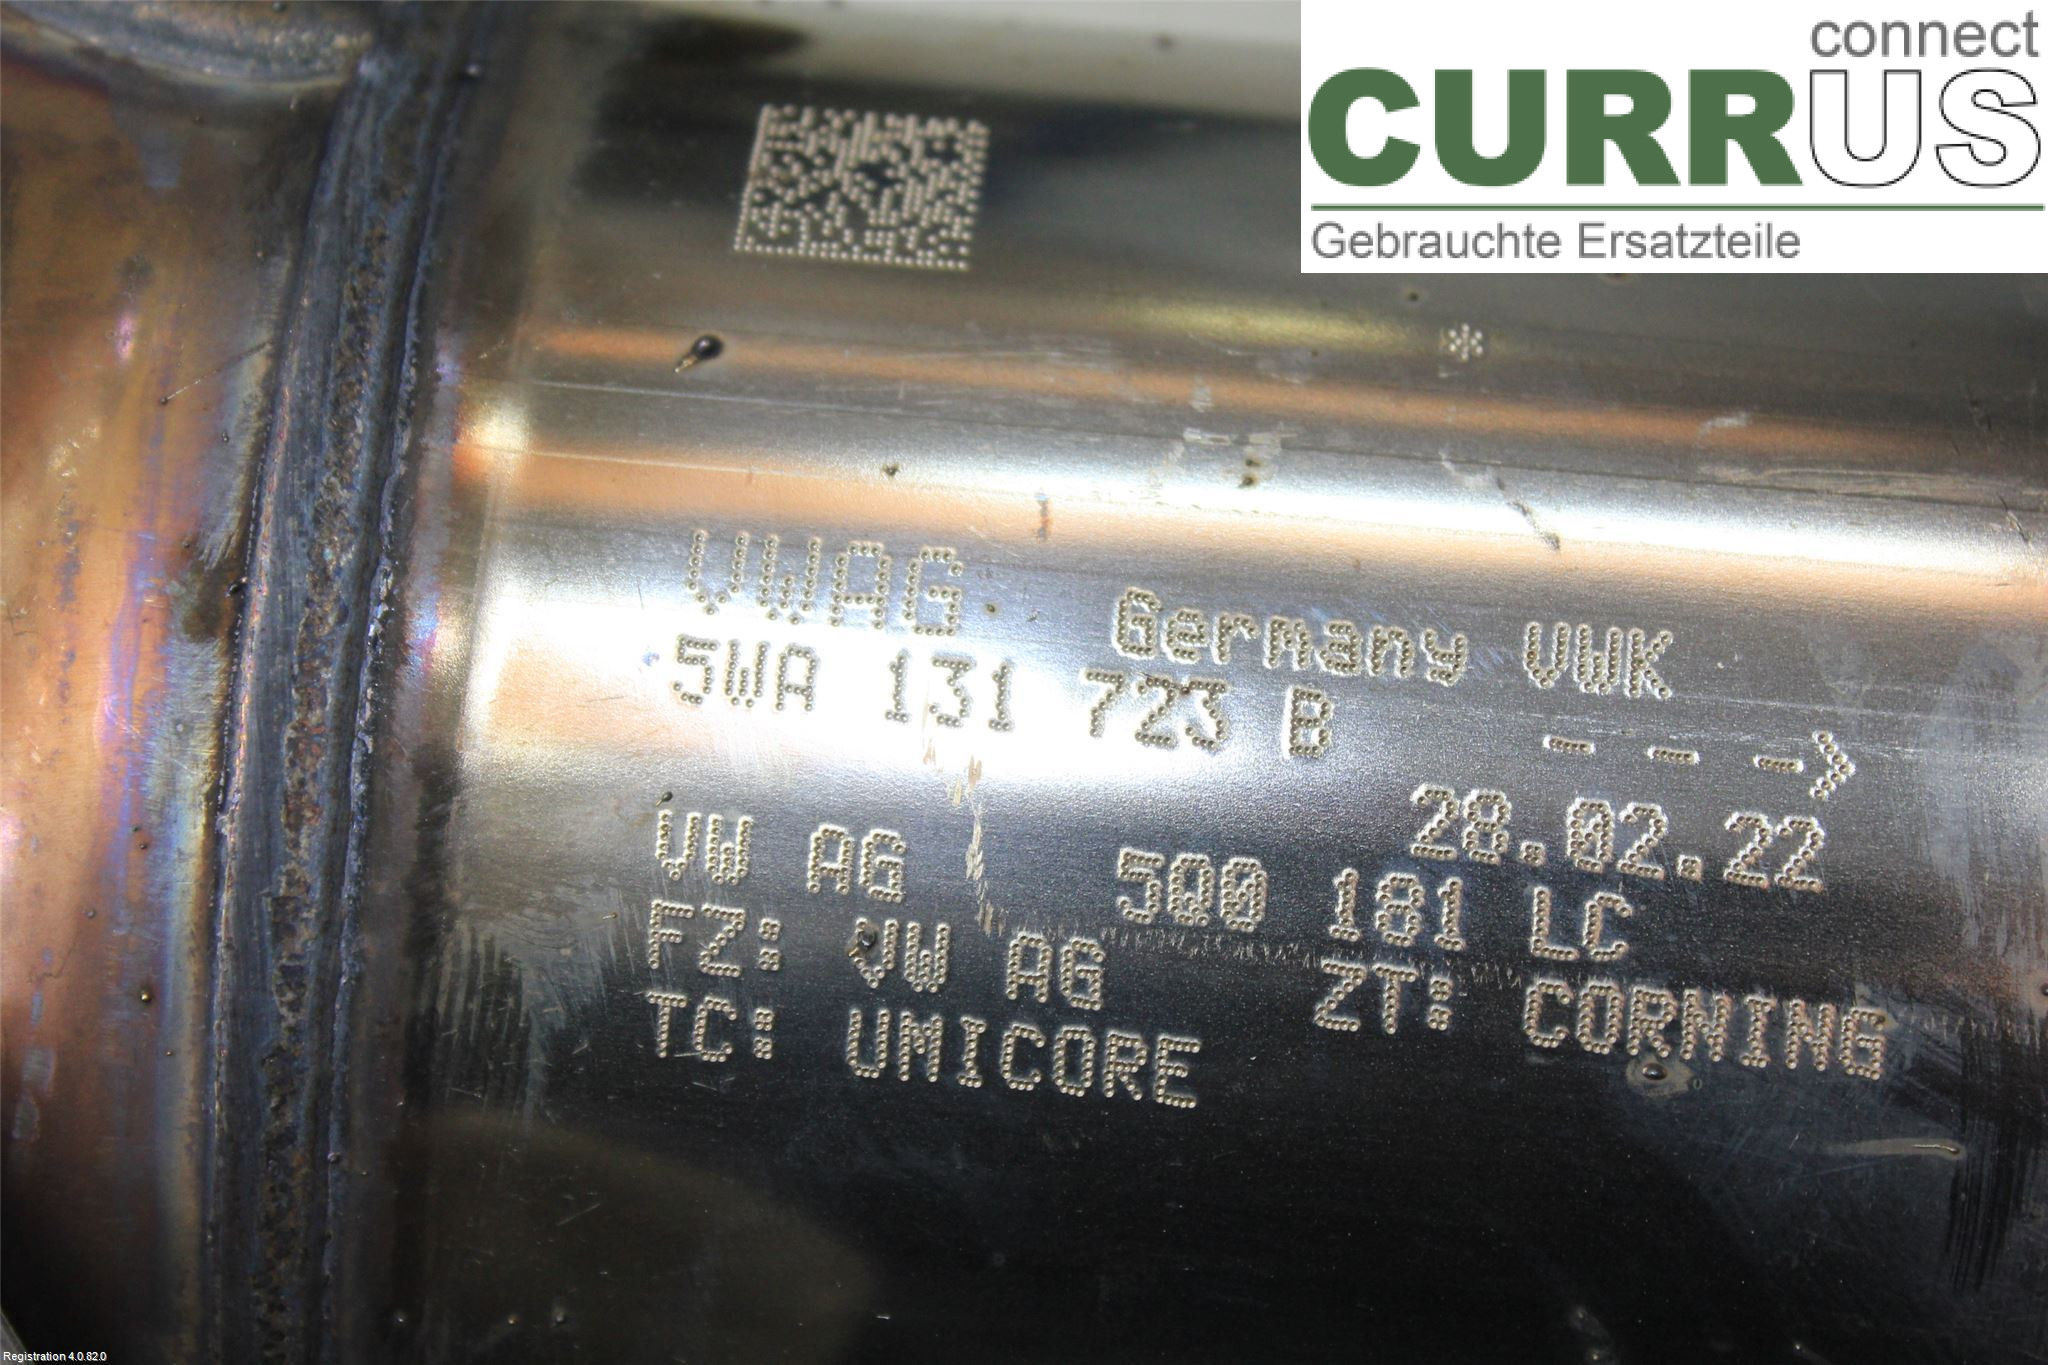 connect
CURRUS
Gebrauchte Ersatzteile
VWAG Germany VWK
5WA 131 723 B - - ->
28.02.22
VW AG 5Q0 181 LC
FZ: VW AG ZT: CORNING
TC: UMICORE
Registration 4.0.82.0